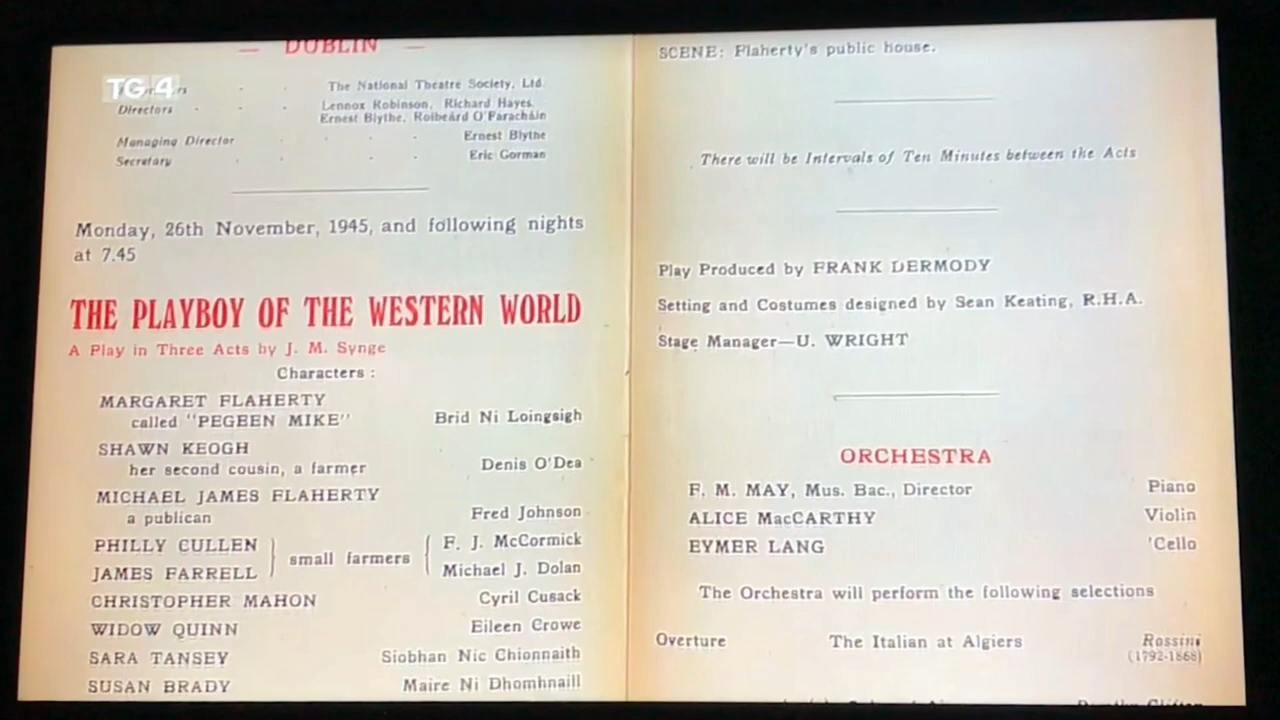 — DUBLIN —
TG 4
The National Theatre Society, Ltd.
Directors - - - Lennox Robinson, Richard Hayes,
Ernest Blythe, Roibeárd O'Faracháin
Managing Director - - - Ernest Blythe
Secretary - - - Eric Gorman
Monday, 26th November, 1945, and following nights
at 7.45
THE PLAYBOY OF THE WESTERN WORLD
A Play in Three Acts by J. M. Synge
Characters :
MARGARET FLAHERTY
called "PEGEEN MIKE" Brid Ni Loingsigh
SHAWN KEOGH
her second cousin, a farmer Denis O'Dea
MICHAEL JAMES FLAHERTY
a publican Fred Johnson
PHILLY CULLEN } small farmers { F. J. McCormick
JAMES FARRELL Michael J. Dolan
CHRISTOPHER MAHON Cyril Cusack
WIDOW QUINN Eileen Crowe
SARA TANSEY Siobhan Nic Chionnaith
SUSAN BRADY Maire Ni Dhomhnaill
SCENE: Flaherty's public house.
There will be Intervals of Ten Minutes between the Acts
Play Produced by FRANK DERMODY
Setting and Costumes designed by Sean Keating, R.H.A.
Stage Manager—U. WRIGHT
ORCHESTRA
F. M. MAY, Mus. Bac., Director Piano
ALICE MacCARTHY Violin
EYMER LANG 'Cello
The Orchestra will perform the following selections
Overture The Italian at Algiers Rossini
(1792-1868)